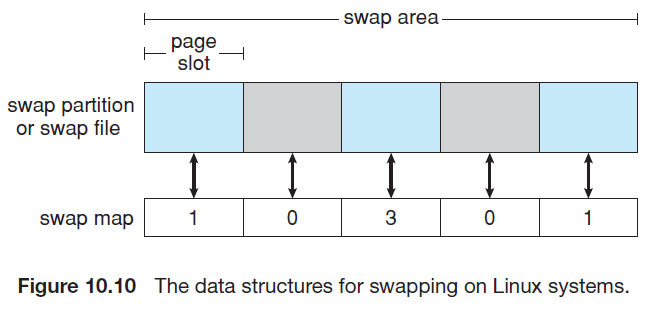 swap area
page
slot
swap partition
or swap file
swap map
1
0
3
0
1
Figure 10.10 The data structures for swapping on Linux systems.